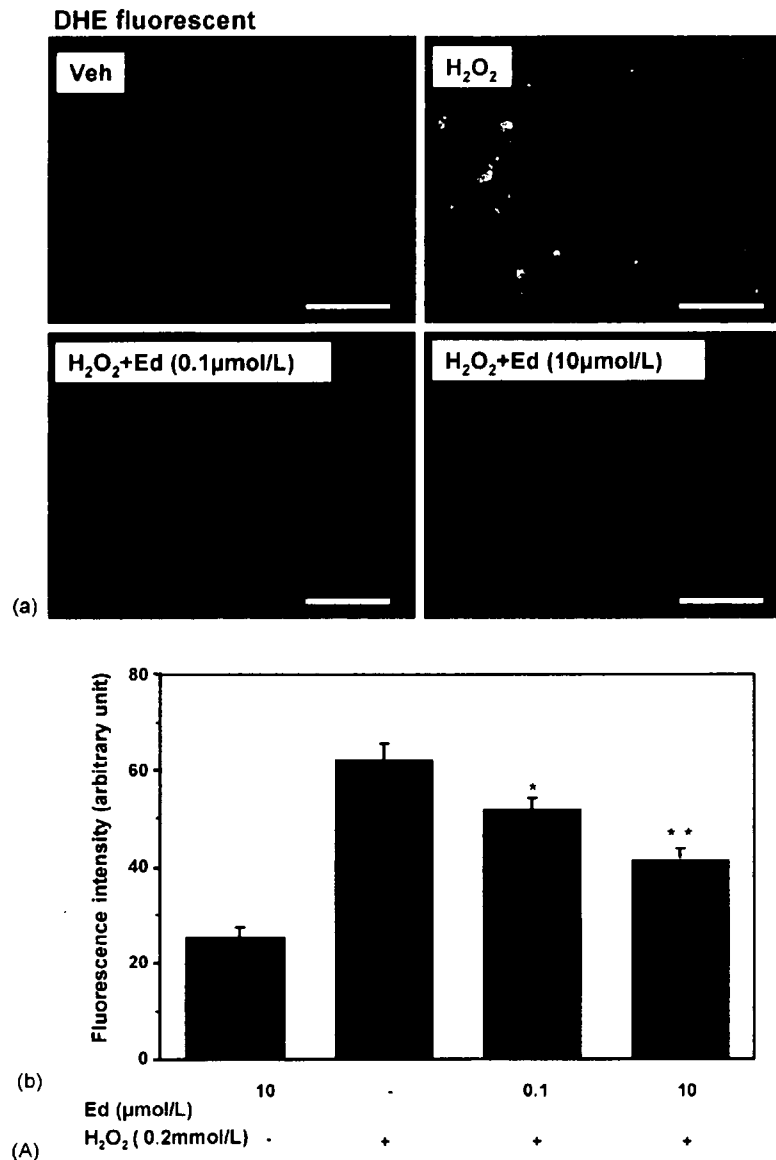 DHE fluorescent
Veh
H₂O₂
H₂O₂+Ed (0.1µmol/L)
H₂O₂+Ed (10µmol/L)
(a)
80
60
40
20
0
Fluorescence intensity (arbitrary unit)
*
**
(b)
10 - 0.1 10
Ed (µmol/L)
(A)
H₂O₂ ( 0.2mmol/L) - + + +